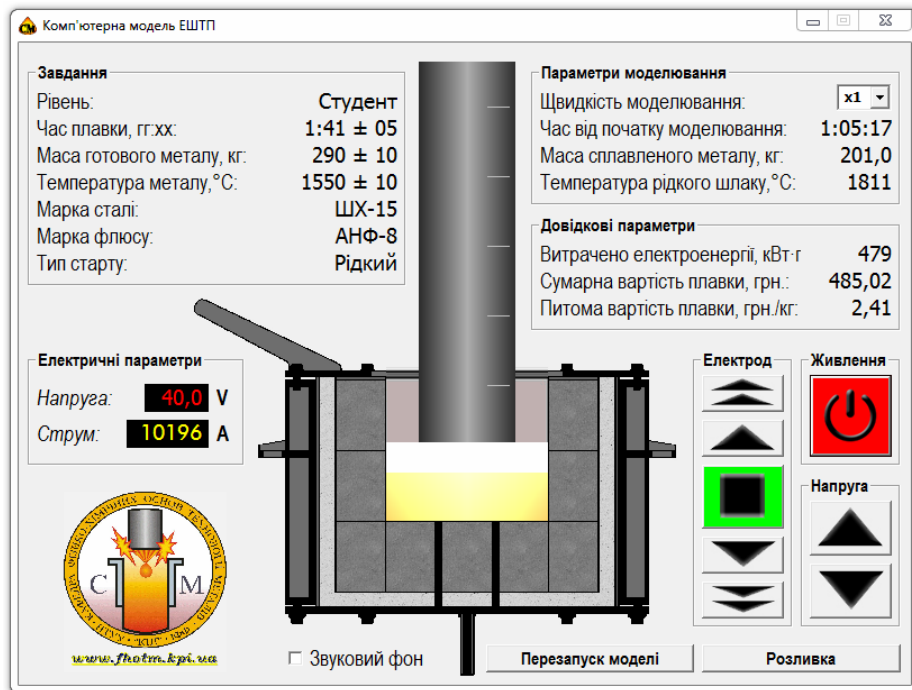 Комп'ютерна модель ЕШТП
Завдання
Рівень: Студент
Час плавки, гг:хх: 1:41 ± 05
Маса готового металу, кг: 290 ± 10
Температура металу,°С: 1550 ± 10
Марка сталі: ШХ-15
Марка флюсу: АНФ-8
Тип старту: Рідкий
Параметри моделювання
Щвидкість моделювання: x1
Час від початку моделювання: 1:05:17
Маса сплавленого металу, кг: 201,0
Температура рідкого шлаку,°С: 1811
Довідкові параметри
Витрачено електроенергії, кВт·г 479
Сумарна вартість плавки, грн.: 485,02
Питома вартість плавки, грн./кг: 2,41
Електричні параметри
Напруга: 40,0 V
Струм: 10196 A
Електрод
Живлення
Напруга
С М
www.fhotm.kpi.ua
Звуковий фон
Перезапуск моделі
Розливка